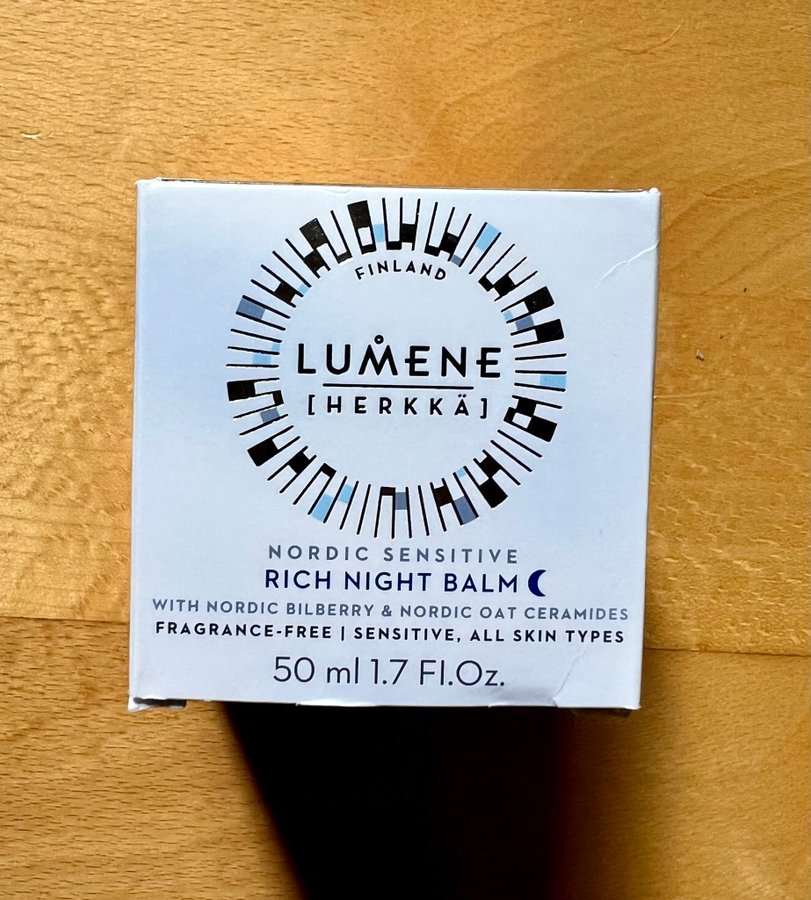 FINLAND
LUMENE
[HERKKÄ]
NORDIC SENSITIVE
RICH NIGHT BALM
WITH NORDIC BILBERRY & NORDIC OAT CERAMIDES
FRAGRANCE-FREE | SENSITIVE, ALL SKIN TYPES
50 ml 1.7 Fl.Oz.